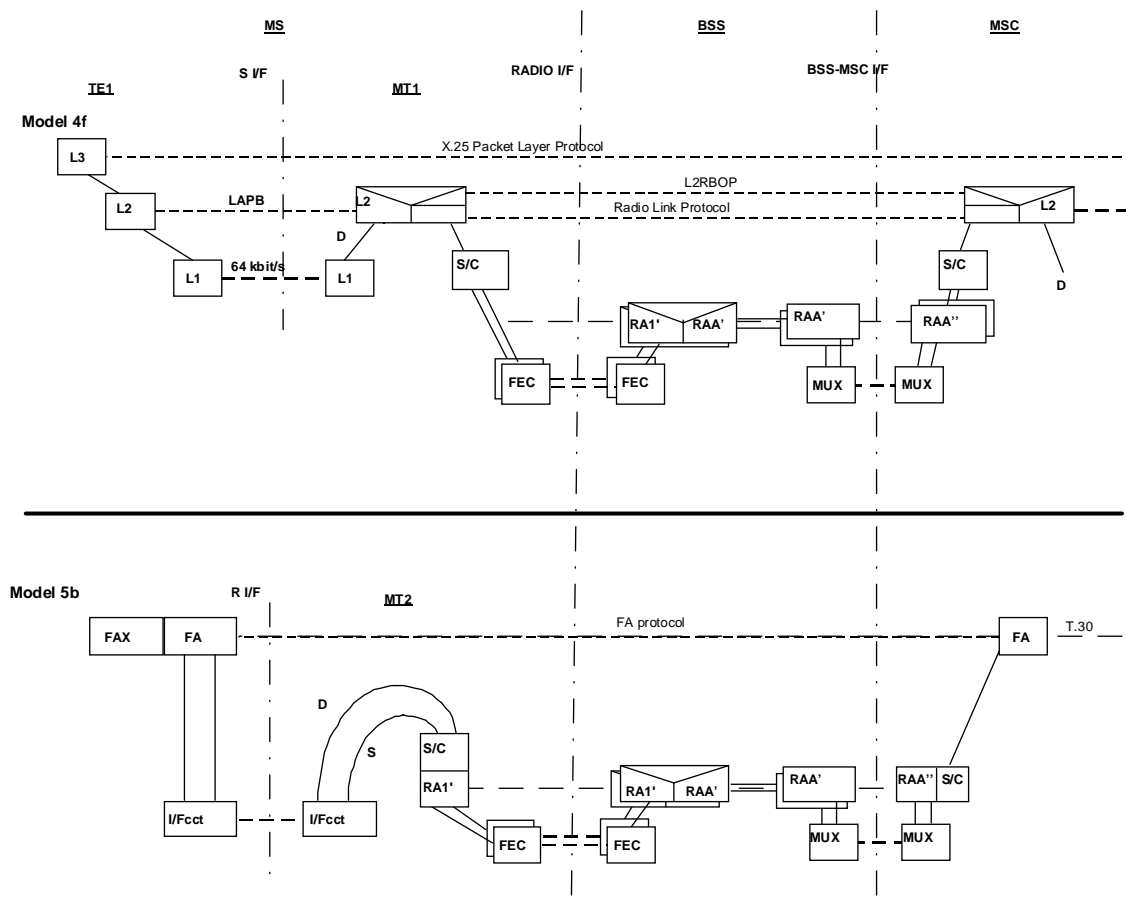 MS
BSS
MSC
S I/F
RADIO I/F
BSS-MSC I/F
TE1
MT1
Model 4f
L3
X.25 Packet Layer Protocol
L2
LAPB
L2
L2RBOP
Radio Link Protocol
L2
D
L1
64 kbit/s
L1
S/C
S/C
D
RA1'
RAA'
RAA'
RAA''
FEC
FEC
MUX
MUX
Model 5b
R I/F
MT2
FAX
FA
FA protocol
FA
T.30
D
S
S/C
RA1'
RA1'
RAA'
RAA'
RAA''
S/C
I/Fcct
I/Fcct
FEC
FEC
MUX
MUX